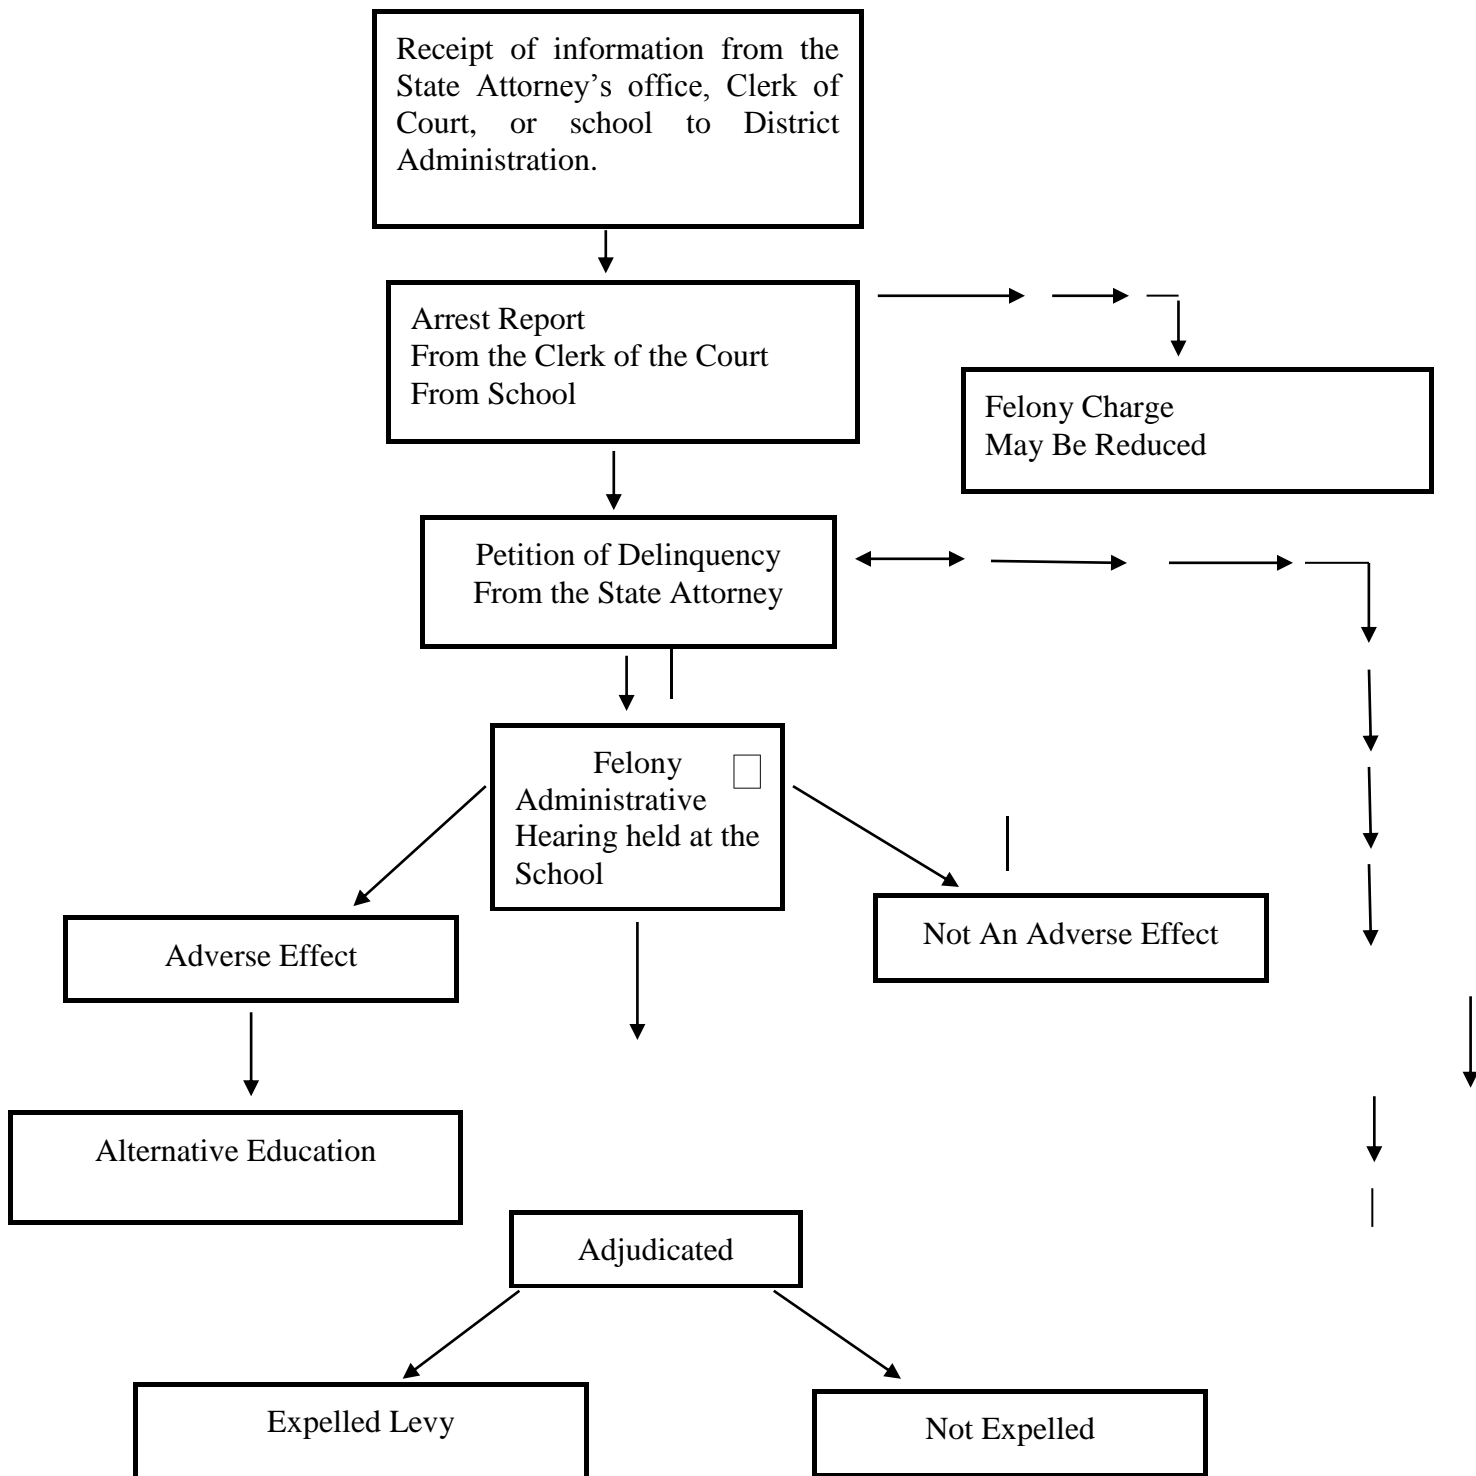 Receipt of information from the
State Attorney’s office, Clerk of
Court, or school to District
Administration.
Arrest Report
From the Clerk of the Court
From School
Felony Charge
May Be Reduced
Petition of Delinquency
From the State Attorney
Felony
Administrative
Hearing held at the
School
Not An Adverse Effect
Adverse Effect
Alternative Education
Adjudicated
Expelled Levy
Not Expelled